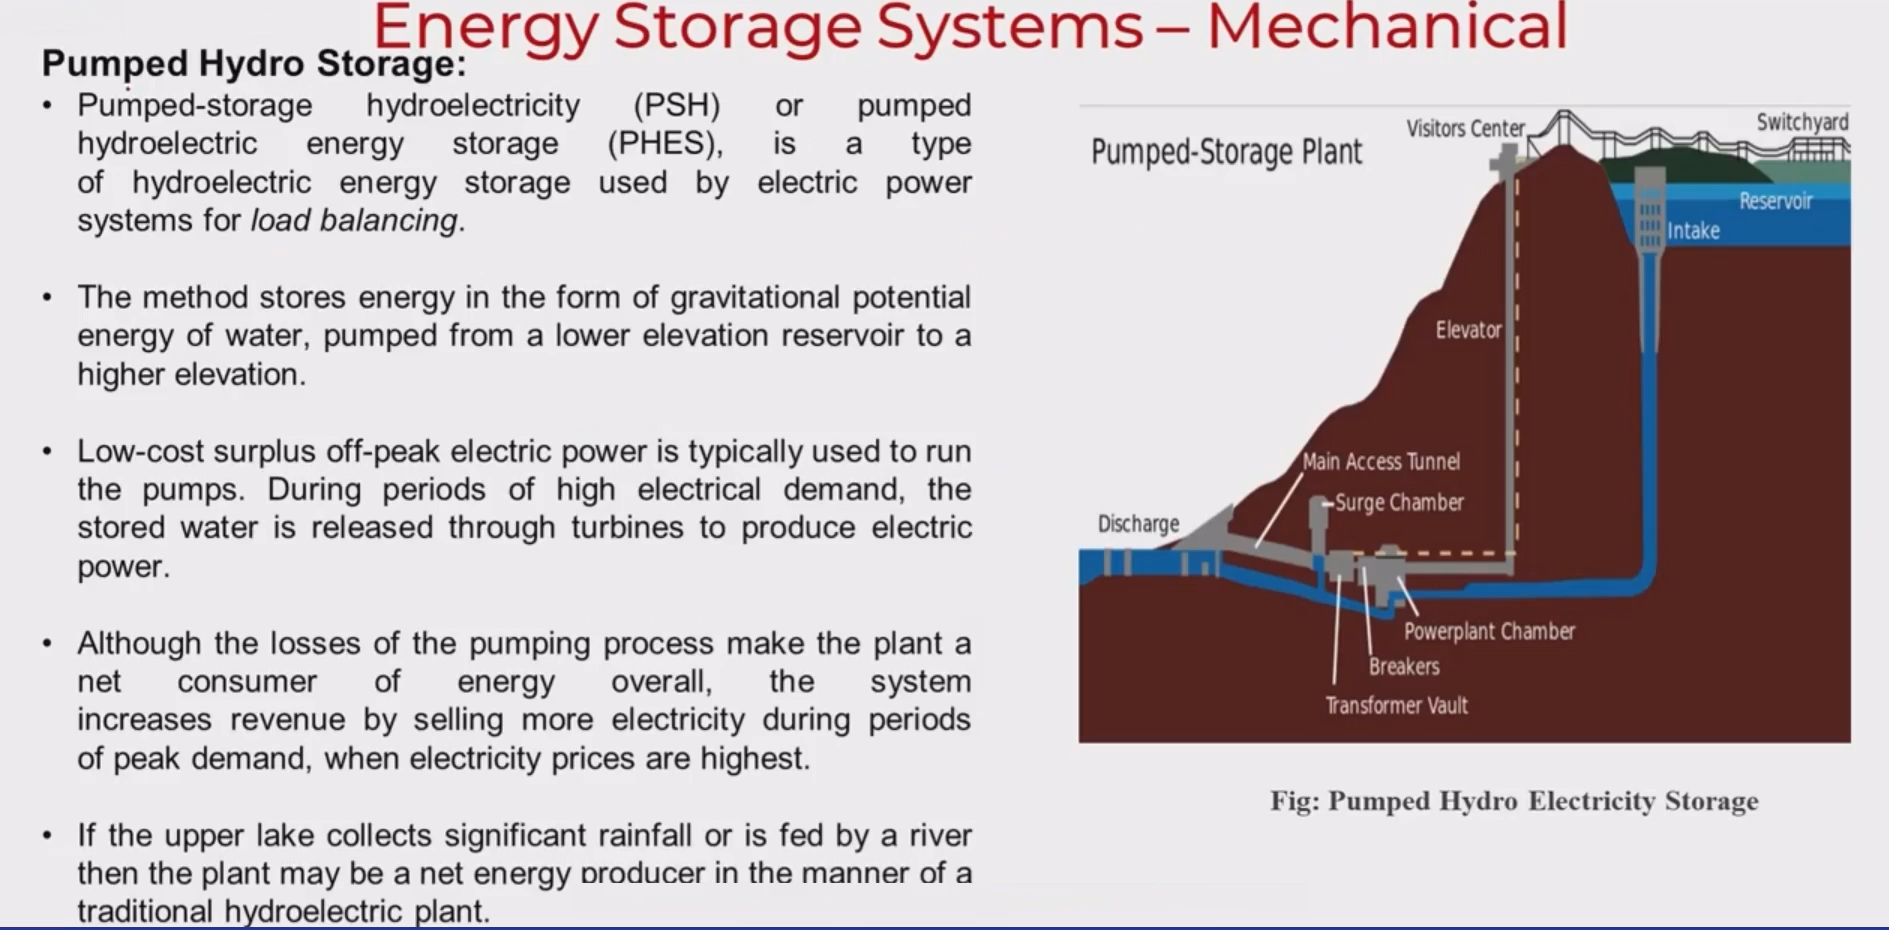 Energy Storage Systems – Mechanical
Pumped Hydro Storage:
• Pumped-storage hydroelectricity (PSH) or pumped
hydroelectric energy storage (PHES), is a type
of hydroelectric energy storage used by electric power
systems for load balancing.
• The method stores energy in the form of gravitational potential
energy of water, pumped from a lower elevation reservoir to a
higher elevation.
• Low-cost surplus off-peak electric power is typically used to run
the pumps. During periods of high electrical demand, the
stored water is released through turbines to produce electric
power.
• Although the losses of the pumping process make the plant a
net consumer of energy overall, the system
increases revenue by selling more electricity during periods
of peak demand, when electricity prices are highest.
• If the upper lake collects significant rainfall or is fed by a river
then the plant may be a net energy producer in the manner of a
traditional hydroelectric plant.
Pumped-Storage Plant
Visitors Center
Switchyard
Reservoir
Intake
Elevator
Main Access Tunnel
Surge Chamber
Discharge
Powerplant Chamber
Breakers
Transformer Vault
Fig: Pumped Hydro Electricity Storage